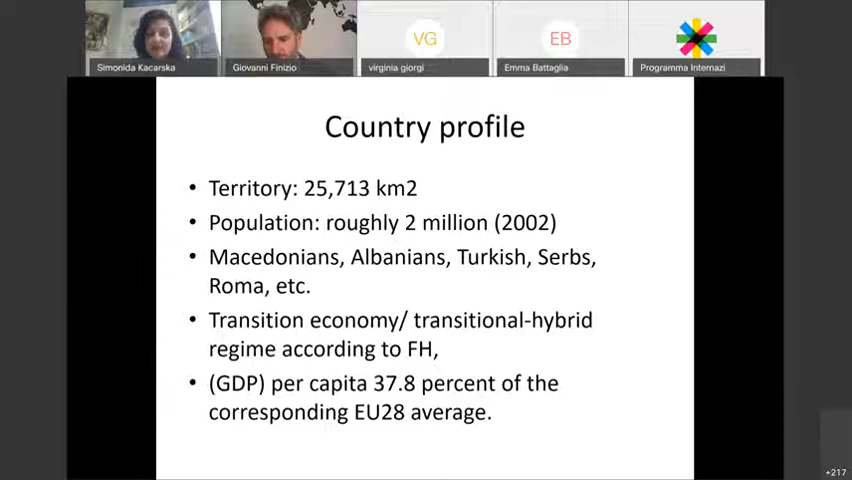 VG
EB
Simonida Kacarska
Giovanni Finizio
virginia giorgi
Emma Battaglia
Programma Internazi
Country profile
• Territory: 25,713 km2
• Population: roughly 2 million (2002)
• Macedonians, Albanians, Turkish, Serbs,
Roma, etc.
• Transition economy/ transitional-hybrid
regime according to FH,
• (GDP) per capita 37.8 percent of the
corresponding EU28 average.
+217